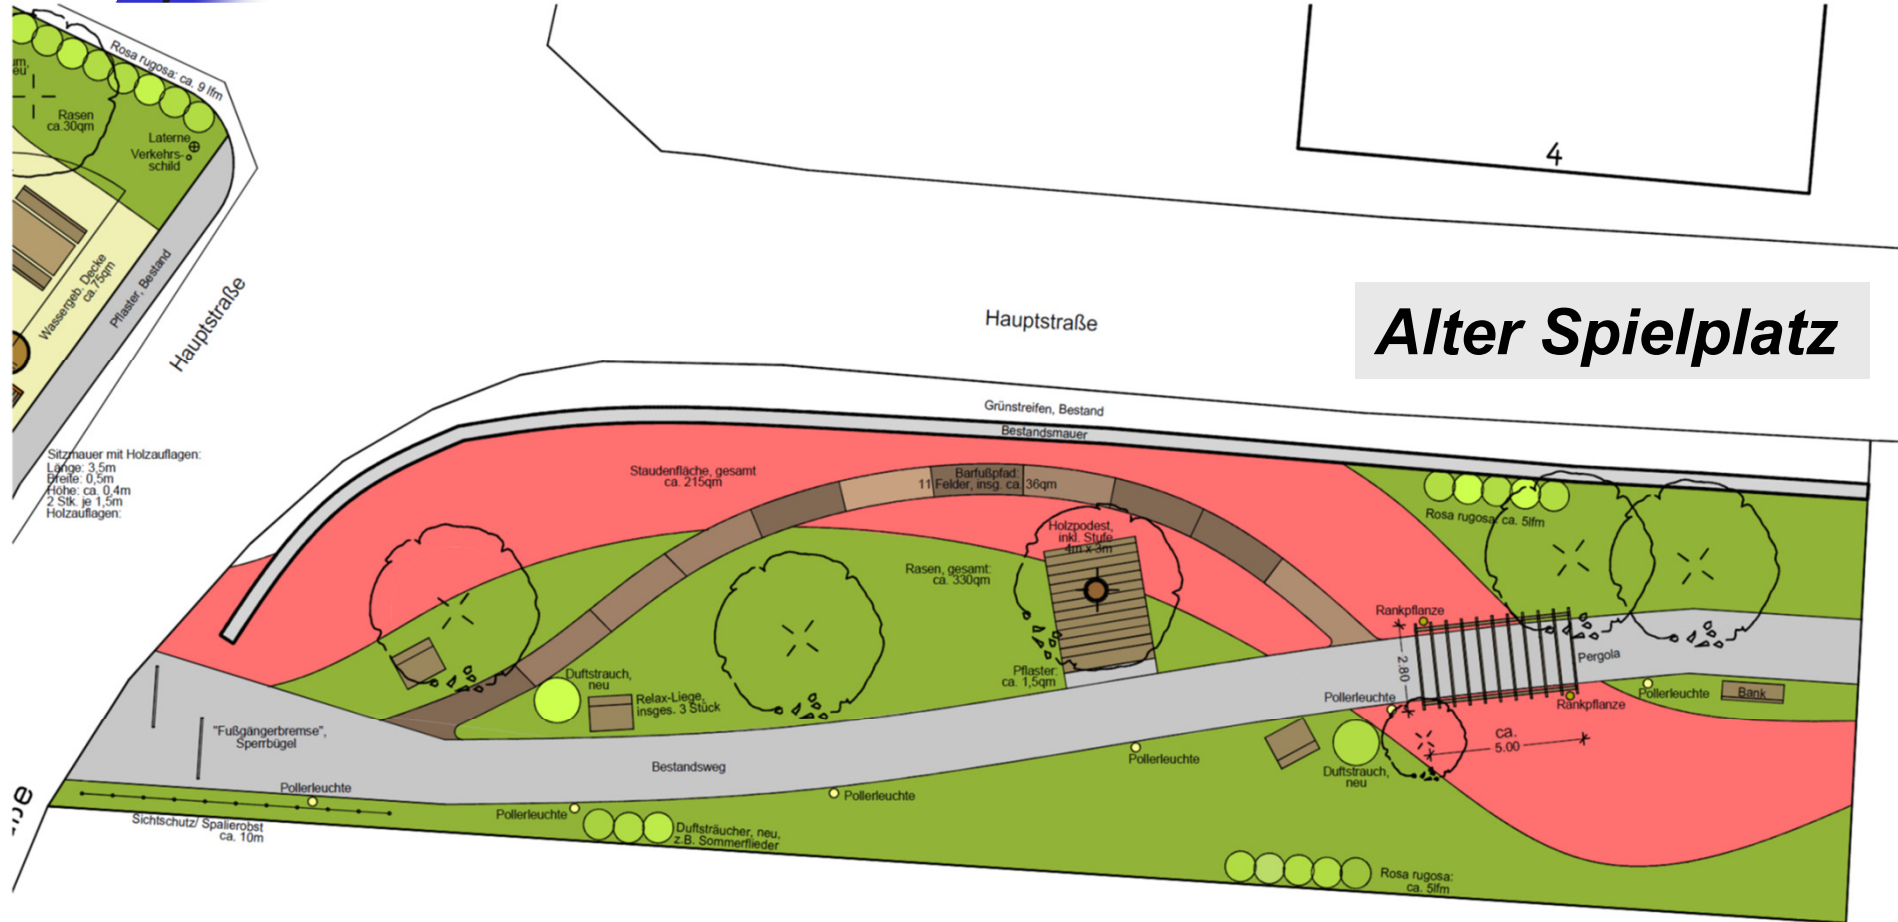 Rosa rugosa: ca. 9 lfm
Rasen
ca.30qm
Laterne
Verkehrs-
schild
Wassergeb. Decke
ca.75qm
Pflaster, Bestand
Hauptstraße
4
Hauptstraße
Alter Spielplatz
Grünstreifen, Bestand
Bestandsmauer
Sitzmauer mit Holzauflagen:
Länge: 3,5m
Breite: 0,5m
Höhe: ca. 0,4m
2 Stk. je 1,5m
Holzauflagen:
Staudenfläche, gesamt
ca. 215qm
Barfußpfad:
11 Felder, insg. ca. 36qm
Holzpodest,
inkl. Stufe
4m x 3m
Rasen, gesamt:
ca. 330qm
Rosa rugosa: ca. 5lfm
Rankpflanze
2.80
Pergola
Pflaster:
ca. 1,5qm
Duftstrauch,
neu
Relax-Liege,
insges. 3 Stück
Pollerleuchte
Rankpflanze
Pollerleuchte
Bank
"Fußgängerbremse",
Sperrbügel
ca.
5.00
Bestandsweg
Pollerleuchte
Duftstrauch,
neu
Pollerleuchte
Pollerleuchte
Pollerleuchte
Sichtschutz/ Spalierobst
ca. 10m
Duftsträucher, neu,
z.B. Sommerflieder
Rosa rugosa:
ca. 5lfm